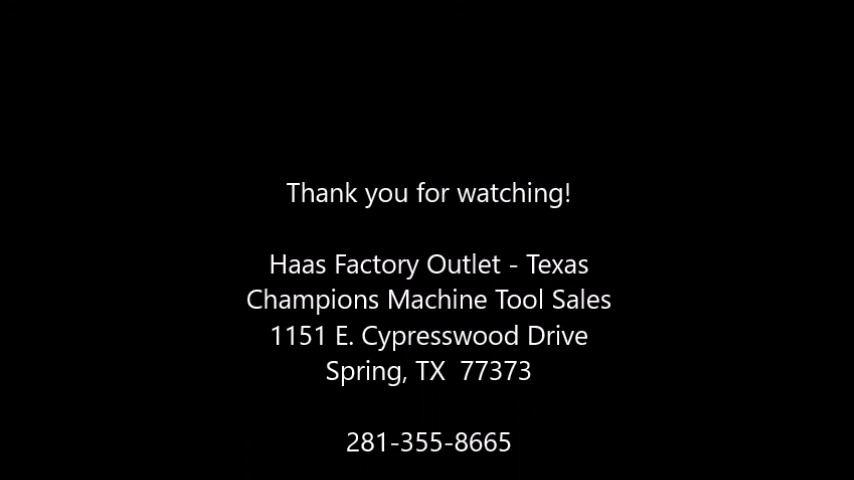 Thank you for watching!
Haas Factory Outlet - Texas
Champions Machine Tool Sales
1151 E. Cypresswood Drive
Spring, TX  77373
281-355-8665